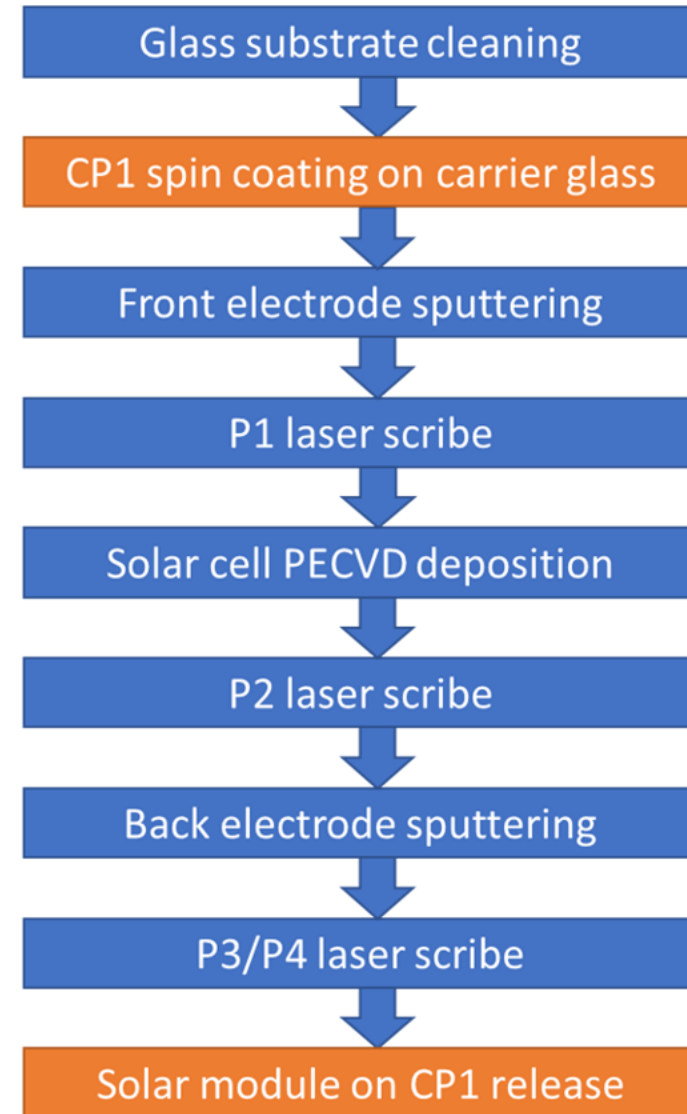 Glass substrate cleaning
CP1 spin coating on carrier glass
Front electrode sputtering
P1 laser scribe
Solar cell PECVD deposition
P2 laser scribe
Back electrode sputtering
P3/P4 laser scribe
Solar module on CP1 release